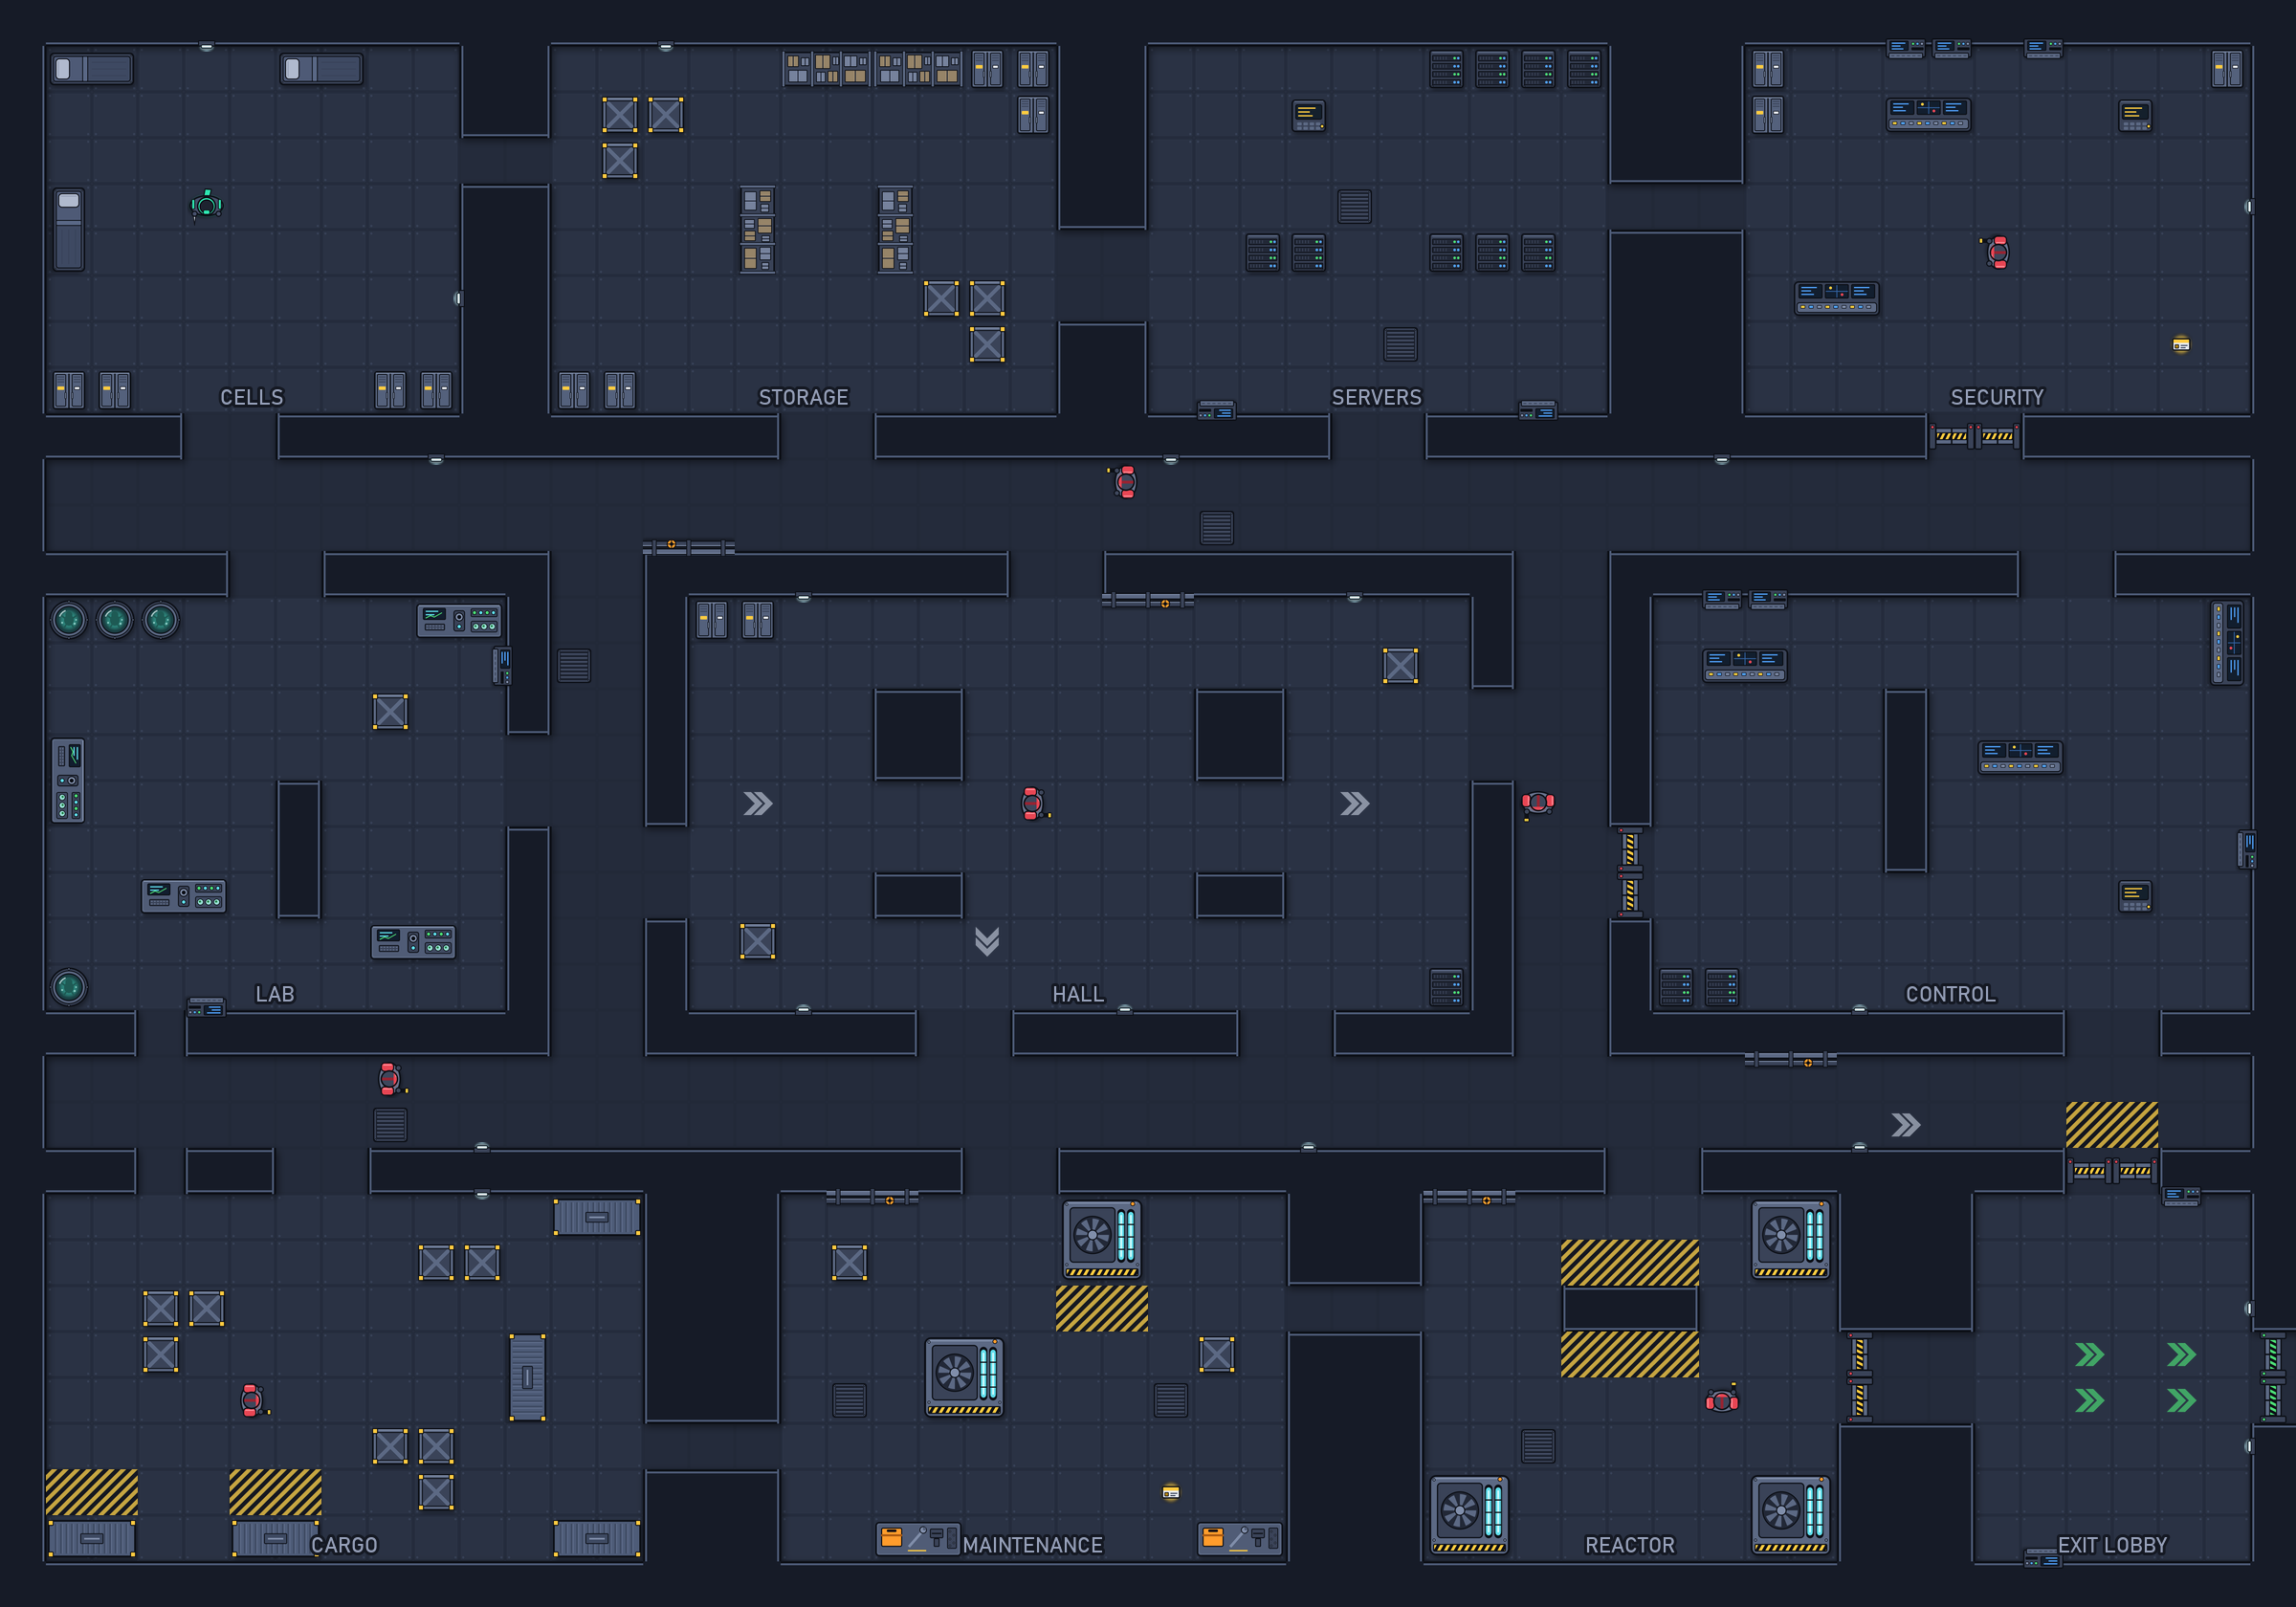 CELLS
STORAGE
SERVERS
SECURITY
LAB
HALL
CONTROL
CARGO
MAINTENANCE
REACTOR
EXIT LOBBY